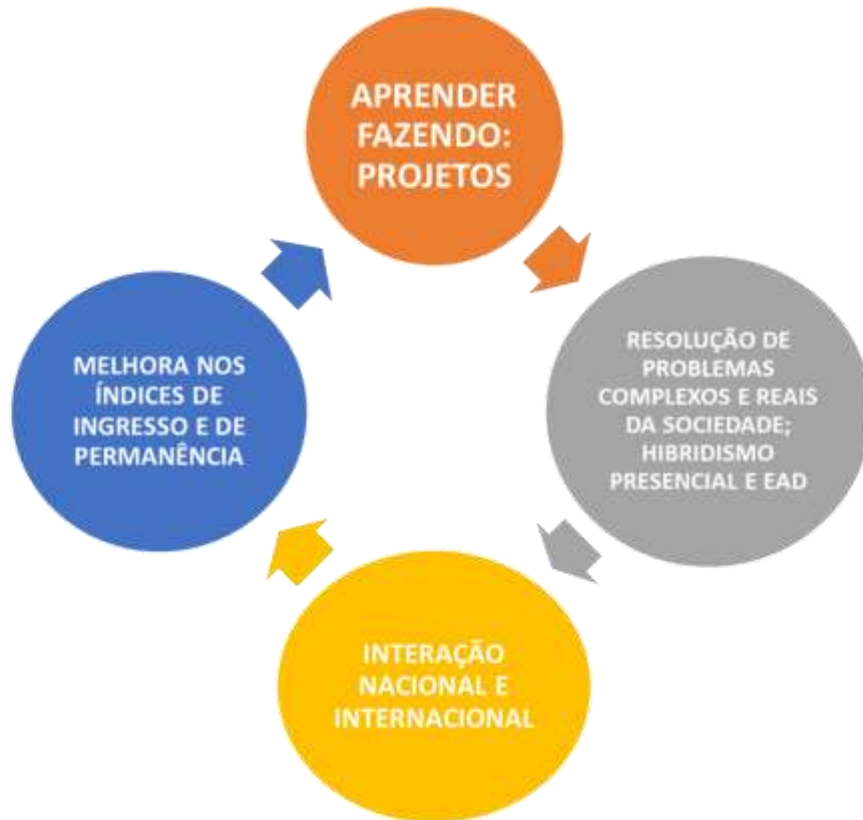 APRENDER
FAZENDO:
PROJETOS
RESOLUÇÃO DE
PROBLEMAS
COMPLEXOS E REAIS
DA SOCIEDADE;
HIBRIDISMO
PRESENCIAL E EAD
INTERAÇÃO
NACIONAL E
INTERNACIONAL
MELHORA NOS
ÍNDICES DE
INGRESSO E DE
PERMANÊNCIA